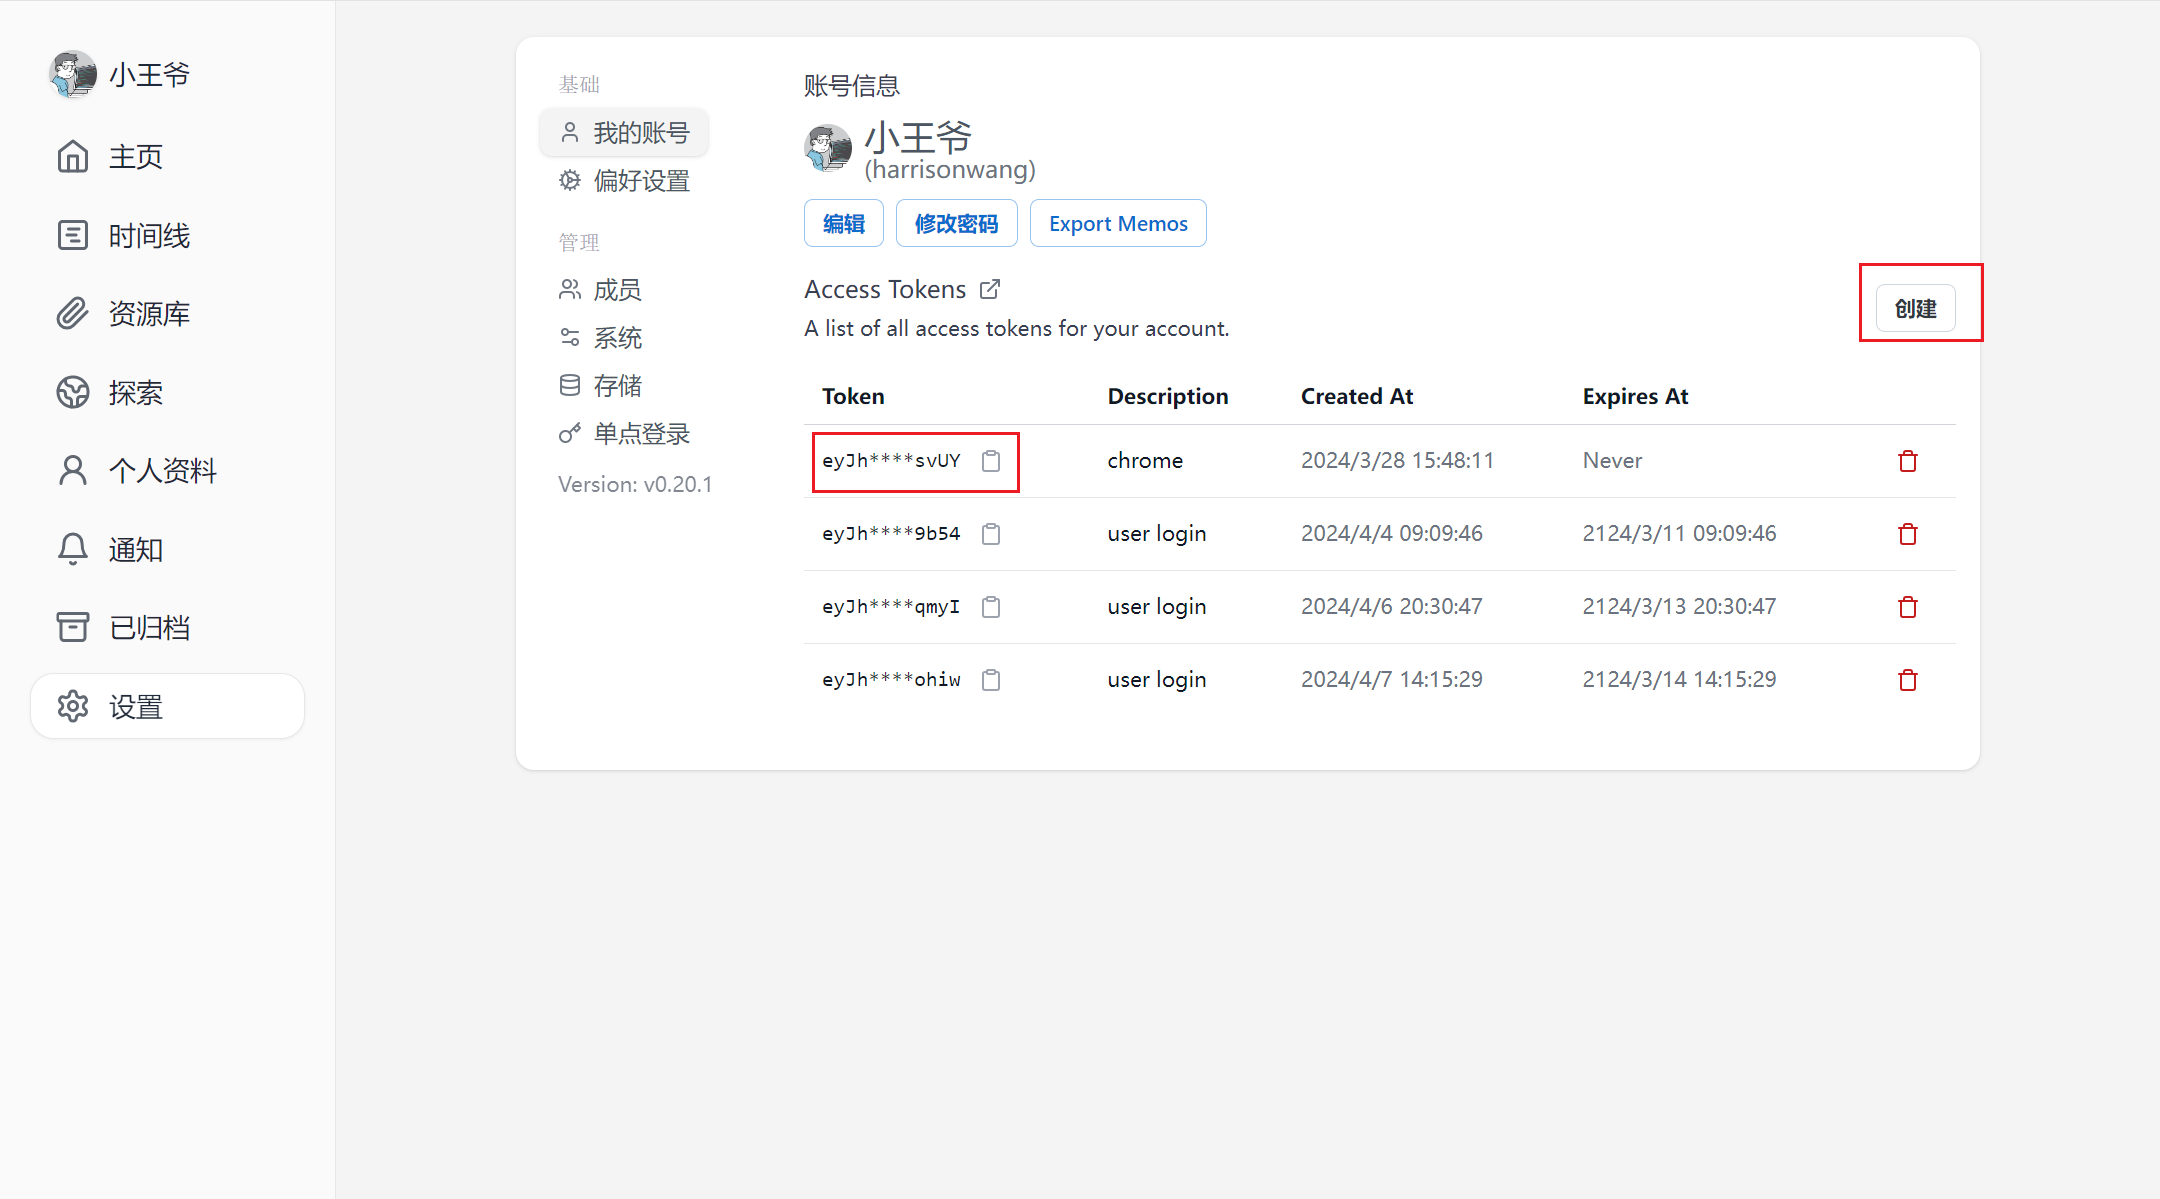 小王爷
主页
时间线
资源库
探索
个人资料
通知
已归档
设置
基础
我的账号
偏好设置
管理
成员
系统
存储
单点登录
Version: v0.20.1
账号信息
小王爷
(harrisonwang)
编辑 修改密码 Export Memos
Access Tokens
A list of all access tokens for your account.
创建
Token Description Created At Expires At
eyJh****svUY chrome 2024/3/28 15:48:11 Never
eyJh****9b54 user login 2024/4/4 09:09:46 2124/3/11 09:09:46
eyJh****qmyI user login 2024/4/6 20:30:47 2124/3/13 20:30:47
eyJh****ohiw user login 2024/4/7 14:15:29 2124/3/14 14:15:29